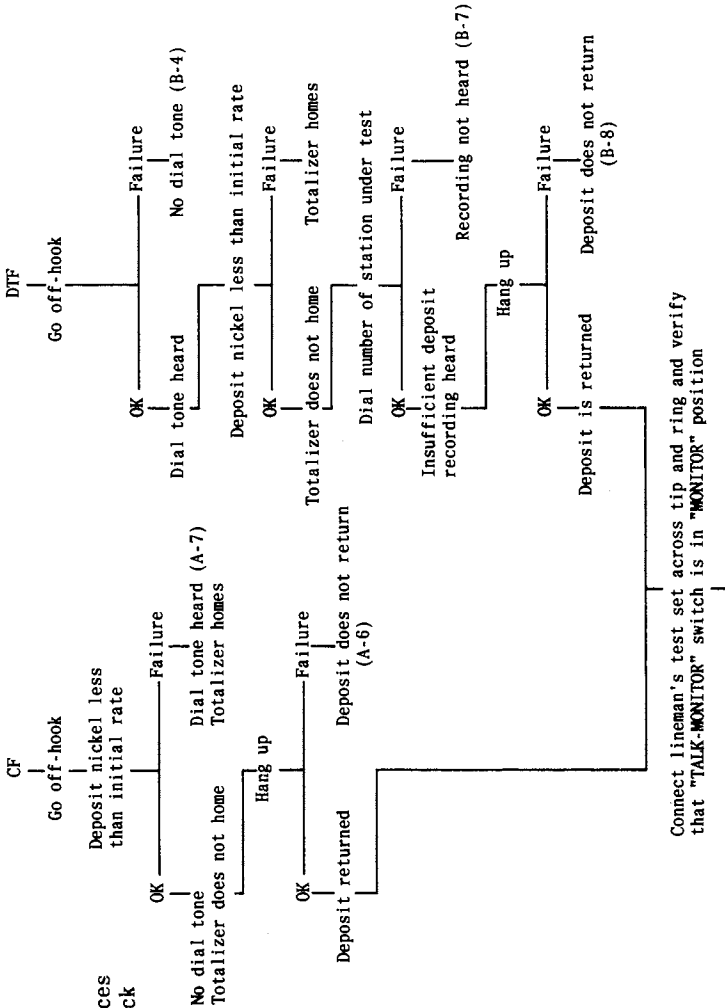 ces
ck
CF
Go off-hook
Deposit nickel less
than initial rate
OK
Failure
No dial tone
Totalizer does not home
Dial tone heard (A-7)
Totalizer homes
Hang up
OK
Failure
Deposit returned
Deposit does not return
(A-6)
DTF
Go off-hook
OK
Failure
Dial tone heard
No dial tone (B-4)
Deposit nickel less than initial rate
OK
Failure
Totalizer does not home
Totalizer homes
Dial number of station under test
OK
Failure
Insufficient deposit
recording heard
Recording not heard (B-7)
Hang up
OK
Failure
Deposit is returned
Deposit does not return
(B-8)
Connect lineman's test set across tip and ring and verify
that "TALK-MONITOR" switch is in "MONITOR" position